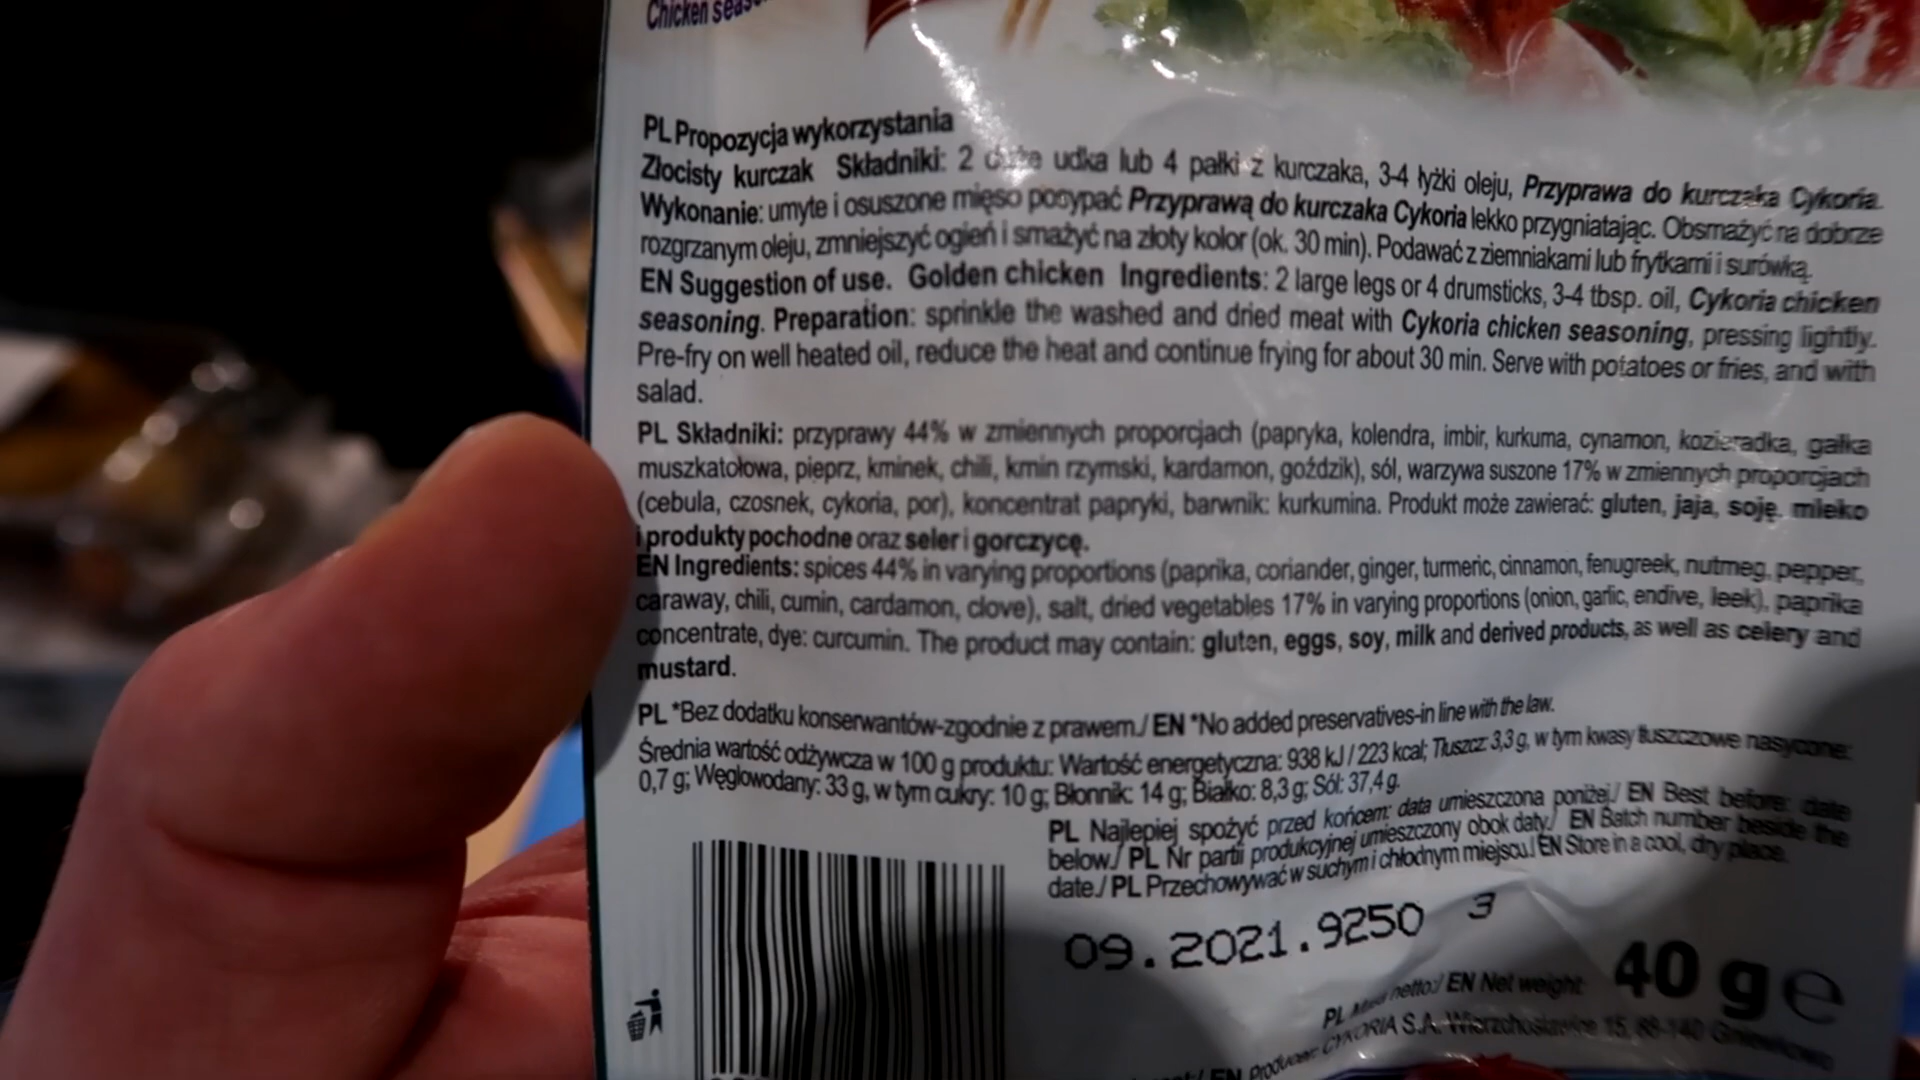 Chicken
PL Propozycja wykorzystania
Złocisty kurczak Składniki: 2 duże udka lub 4 pałki z kurczaka, 3-4 łyżki oleju, Przyprawa do kurczaka Cykoria.
Wykonanie: umyte i osuszone mięso posypać Przyprawą do kurczaka Cykoria lekko przygniatając. Obsmażyć na dobrze
rozgrzanym oleju, zmniejszyć ogień i smażyć na złoty kolor (ok. 30 min). Podawać z ziemniakami lub frytkami i surówką.
EN Suggestion of use. Golden chicken Ingredients: 2 large legs or 4 drumsticks, 3-4 tbsp. oil, Cykoria chicken
seasoning. Preparation: sprinkle the washed and dried meat with Cykoria chicken seasoning, pressing lightly.
Pre-fry on well heated oil, reduce the heat and continue frying for about 30 min. Serve with potatoes or fries, and with
salad.
PL Składniki: przyprawy 44% w zmiennych proporcjach (papryka, kolendra, imbir, kurkuma, cynamon, kozieradka, gałka
muszkatołowa, pieprz, kminek, chili, kmin rzymski, kardamon, goździk), sól, warzywa suszone 17% w zmiennych proporcjach
(cebula, czosnek, cykoria, por), koncentrat papryki, barwnik: kurkumina. Produkt może zawierać: gluten, jaja, soję, mleko
i produkty pochodne oraz seler i gorczycę.
EN Ingredients: spices 44% in varying proportions (paprika, coriander, ginger, turmeric, cinnamon, fenugreek, nutmeg, pepper,
caraway, chili, cumin, cardamon, clove), salt, dried vegetables 17% in varying proportions (onion, garlic, endive, leek), paprika
concentrate, dye: curcumin. The product may contain: gluten, eggs, soy, milk and derived products, as well as celery and
mustard.
PL *Bez dodatku konserwantów-zgodnie z prawem./ EN *No added preservatives-in line with the law.
Średnia wartość odżywcza w 100 g produktu: Wartość energetyczna: 938 kJ / 223 kcal; Tłuszcz: 3,3 g, w tym kwasy tłuszczowe nasycone:
0,7 g; Węglowodany: 33 g, w tym cukry: 10 g; Błonnik: 14 g; Białko: 8,3 g; Sól: 37,4 g.
PL Najlepiej spożyć przed końcem: data umieszczona poniżej./ EN Best before: date
below./ PL Nr partii produkcyjnej umieszczony obok daty./ EN Batch number beside the
date./ PL Przechowywać w suchym i chłodnym miejscu./ EN Store in a cool, dry place.
09.2021.9250 3
PL netto:/ EN Net weight: 40 g e
EN Producer: CYKORIA S.A. 15, 88-140